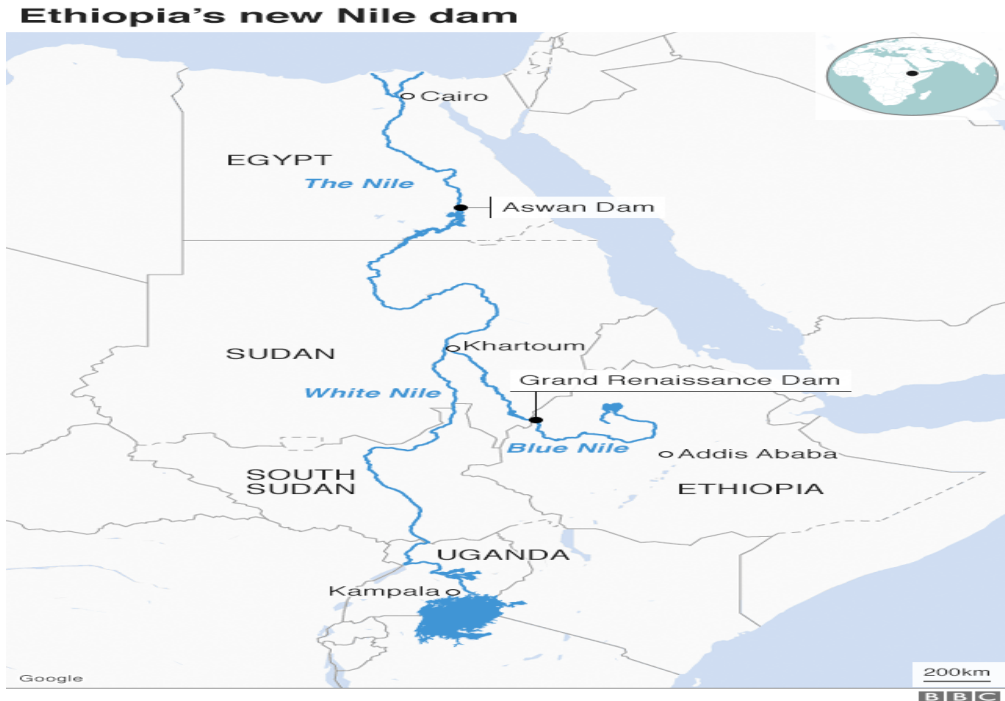 Ethiopia's new Nile dam
Cairo
EGYPT
The Nile
Aswan Dam
SUDAN
Khartoum
Grand Renaissance Dam
White Nile
Blue Nile
Addis Ababa
SOUTH
SUDAN
ETHIOPIA
UGANDA
Kampala
Google
200km
BBC